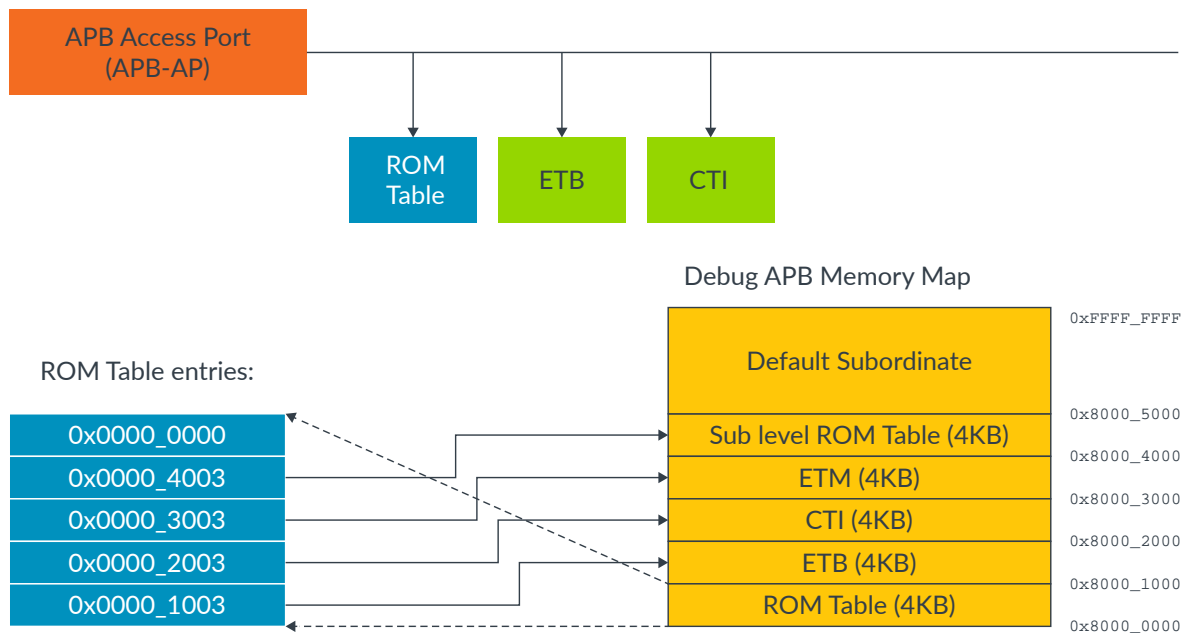 APB Access Port
(APB-AP)
ROM
Table
ETB
CTI
Debug APB Memory Map
0xFFFF_FFFF
Default Subordinate
ROM Table entries:
0x8000_5000
0x0000_0000
Sub level ROM Table (4KB)
0x8000_4000
0x0000_4003
ETM (4KB)
0x8000_3000
0x0000_3003
CTI (4KB)
0x8000_2000
0x0000_2003
ETB (4KB)
0x8000_1000
0x0000_1003
ROM Table (4KB)
0x8000_0000